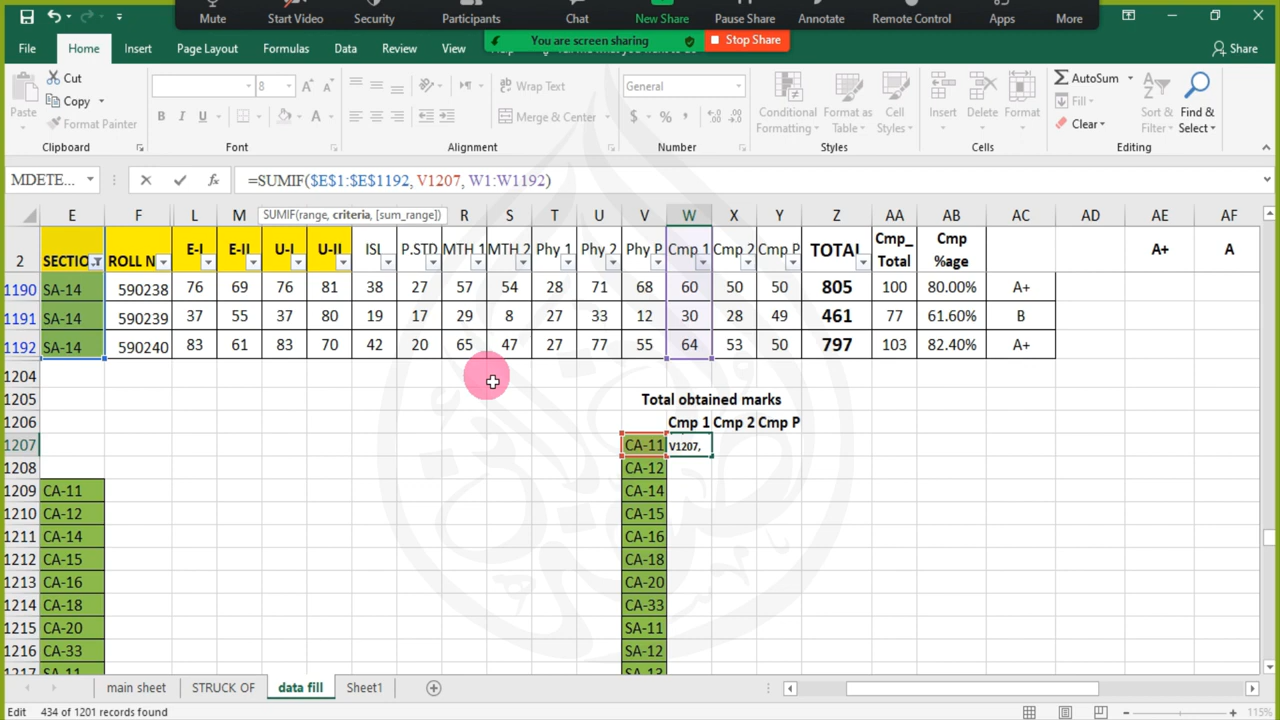 Mute Start Video Security Participants Chat New Share Pause Share Annotate Remote Control Apps More
You are screen sharing Stop Share
File Home Insert Page Layout Formulas Data Review View Share
Cut
Copy
Format Painter
Paste
8
Wrap Text
Merge & Center
General
Conditional Formatting
Format as Table
Cell Styles
Insert Delete Format
AutoSum
Fill
Clear
Sort & Filter
Find & Select
Clipboard Font Alignment Number Styles Cells Editing
MDETE... =SUMIF($E$1:$E$1192, V1207, W1:W1192)
SUMIF(range, criteria, [sum_range])
E F L M R S T U V W X Y Z AA AB AC AD AE AF
2 SECTIO ROLL N E-I E-II U-I U-II ISL P.STD MTH 1 MTH 2 Phy 1 Phy 2 Phy P Cmp 1 Cmp 2 Cmp P TOTAL Cmp_ Total Cmp %age A+ A
1190 SA-14 590238 76 69 76 81 38 27 57 54 28 71 68 60 50 50 805 100 80.00% A+
1191 SA-14 590239 37 55 37 80 19 17 29 8 27 33 12 30 28 49 461 77 61.60% B
1192 SA-14 590240 83 61 83 70 42 20 65 47 27 77 55 64 53 50 797 103 82.40% A+
1204
1205 Total obtained marks
1206 Cmp 1 Cmp 2 Cmp P
1207 CA-11 V1207,
1208 CA-12
1209 CA-11 CA-14
1210 CA-12 CA-15
1211 CA-14 CA-16
1212 CA-15 CA-18
1213 CA-16 CA-20
1214 CA-18 CA-33
1215 CA-20 SA-11
1216 CA-33 SA-12
1217 SA-11 SA-13
main sheet STRUCK OF data fill Sheet1
Edit 434 of 1201 records found 115%